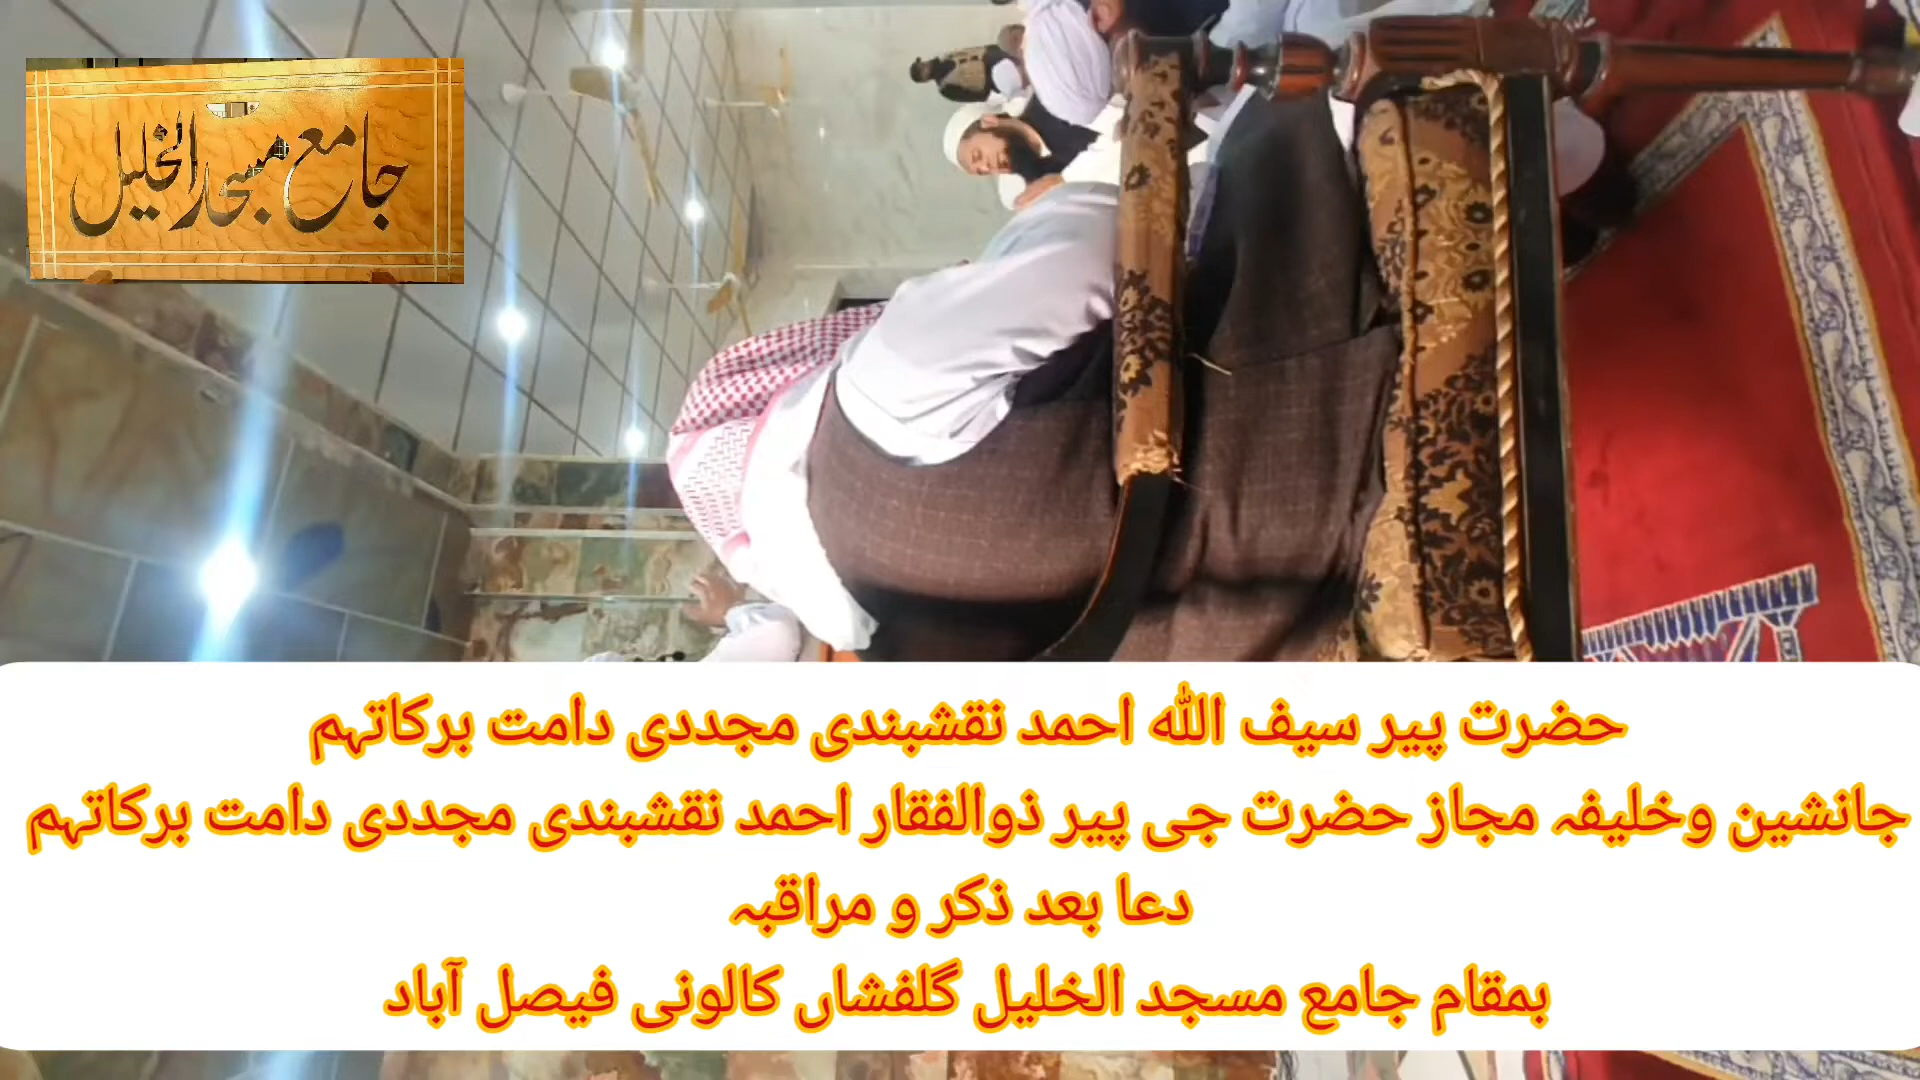 جامع مسجد الخلیل
حضرت پیر سیف اللہ احمد نقشبندی مجددی دامت برکاتہم
جانشین وخلیفہ مجاز حضرت جی پیر ذوالفقار احمد نقشبندی مجددی دامت برکاتہم
دعا بعد ذکر و مراقبہ
بمقام جامع مسجد الخلیل گلفشاں کالونی فیصل آباد